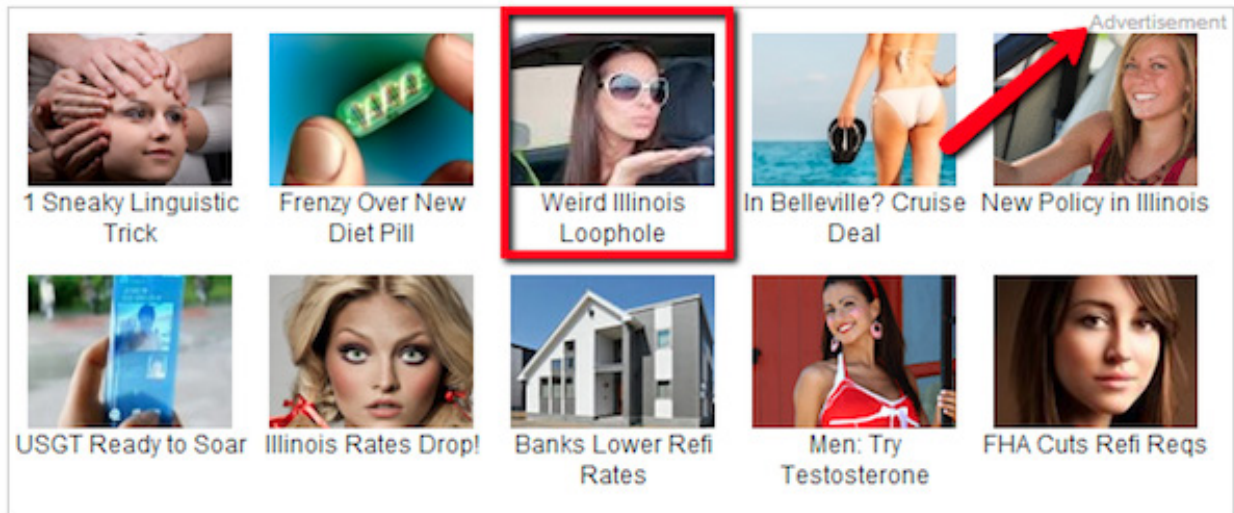 Advertisement
1 Sneaky Linguistic
Trick
Frenzy Over New
Diet Pill
Weird Illinois
Loophole
In Belleville? Cruise
Deal
New Policy in Illinois
USGT Ready to Soar
Illinois Rates Drop!
Banks Lower Refi
Rates
Men: Try
Testosterone
FHA Cuts Refi Reqs